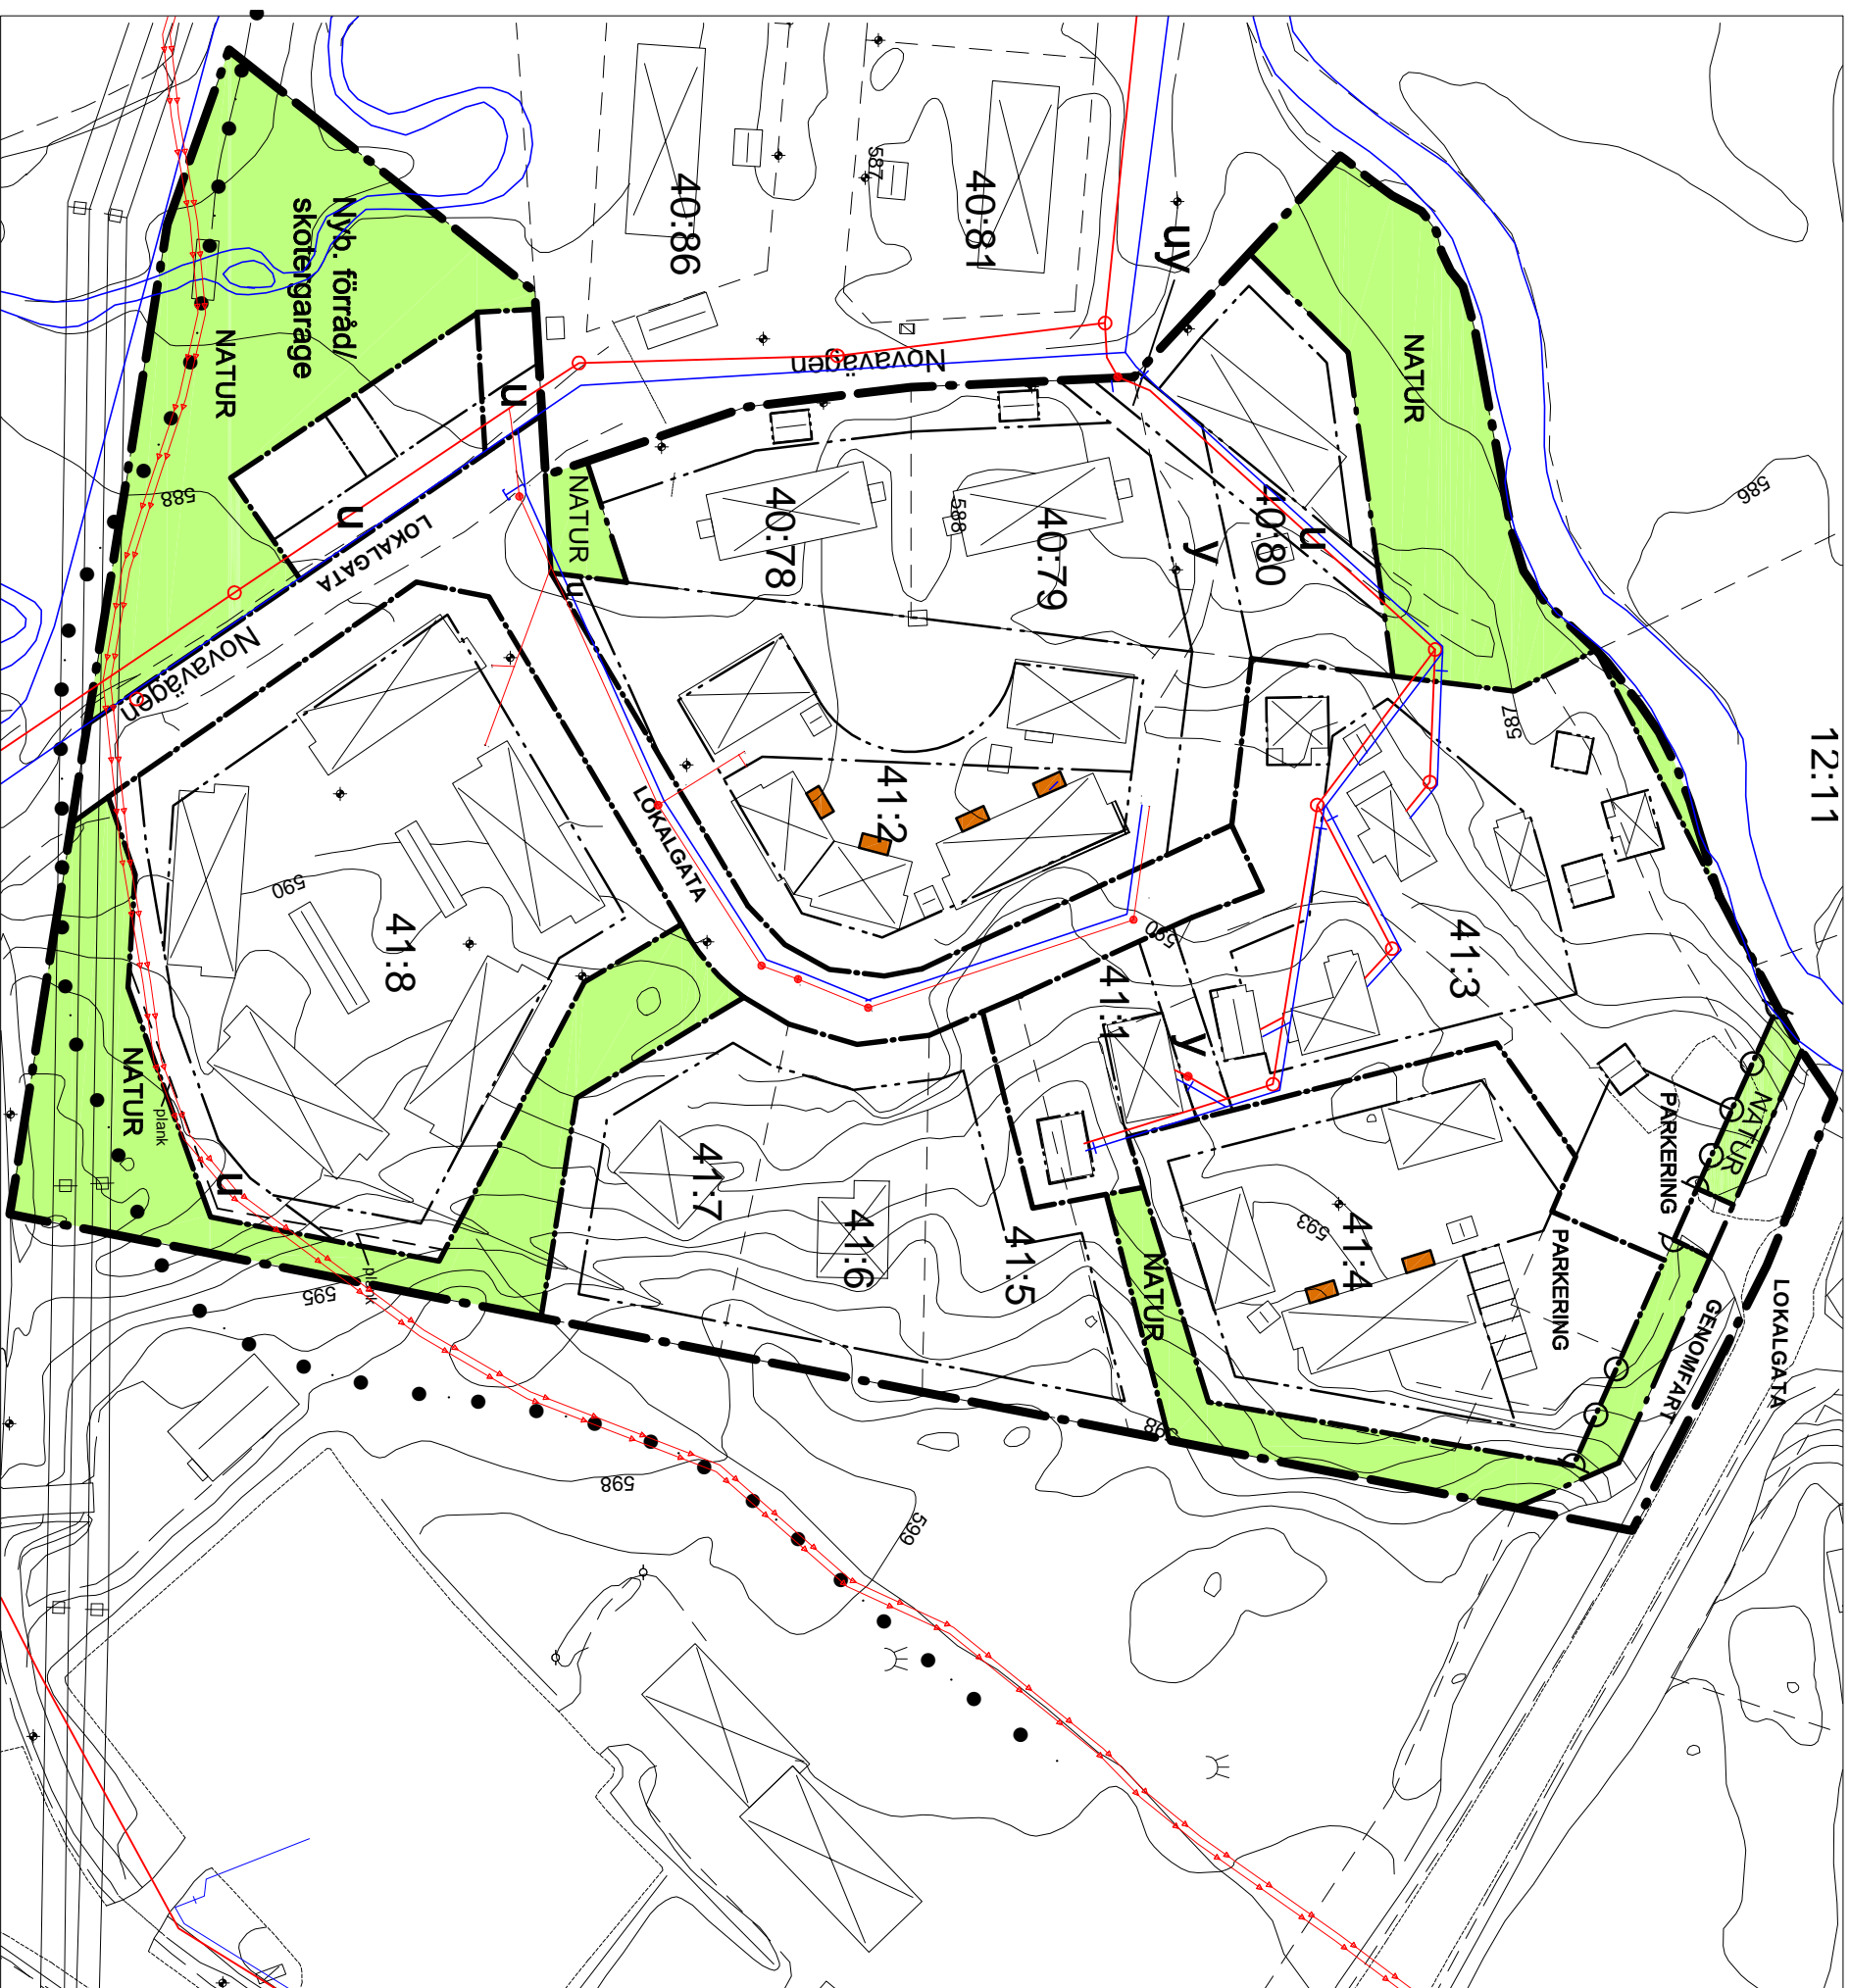 12:11
LOKALGATA
GENOMFART
NATUR
PARKERING
PARKERING
41:3
41:4
593
587
586
NATUR
40:80
u
uy
y
y
41:1
590
41:5
NATUR
598
40:81
587
40:79
588
Novavägen
41:2
41:6
599
40:86
40:78
NATUR
u
u
LOKALGATA
41:7
598
Nyb. förråd/
skotergarage
NATUR
588
u
LOKALGATA
Novavägen
41:8
590
595
plank
plank
NATUR
u